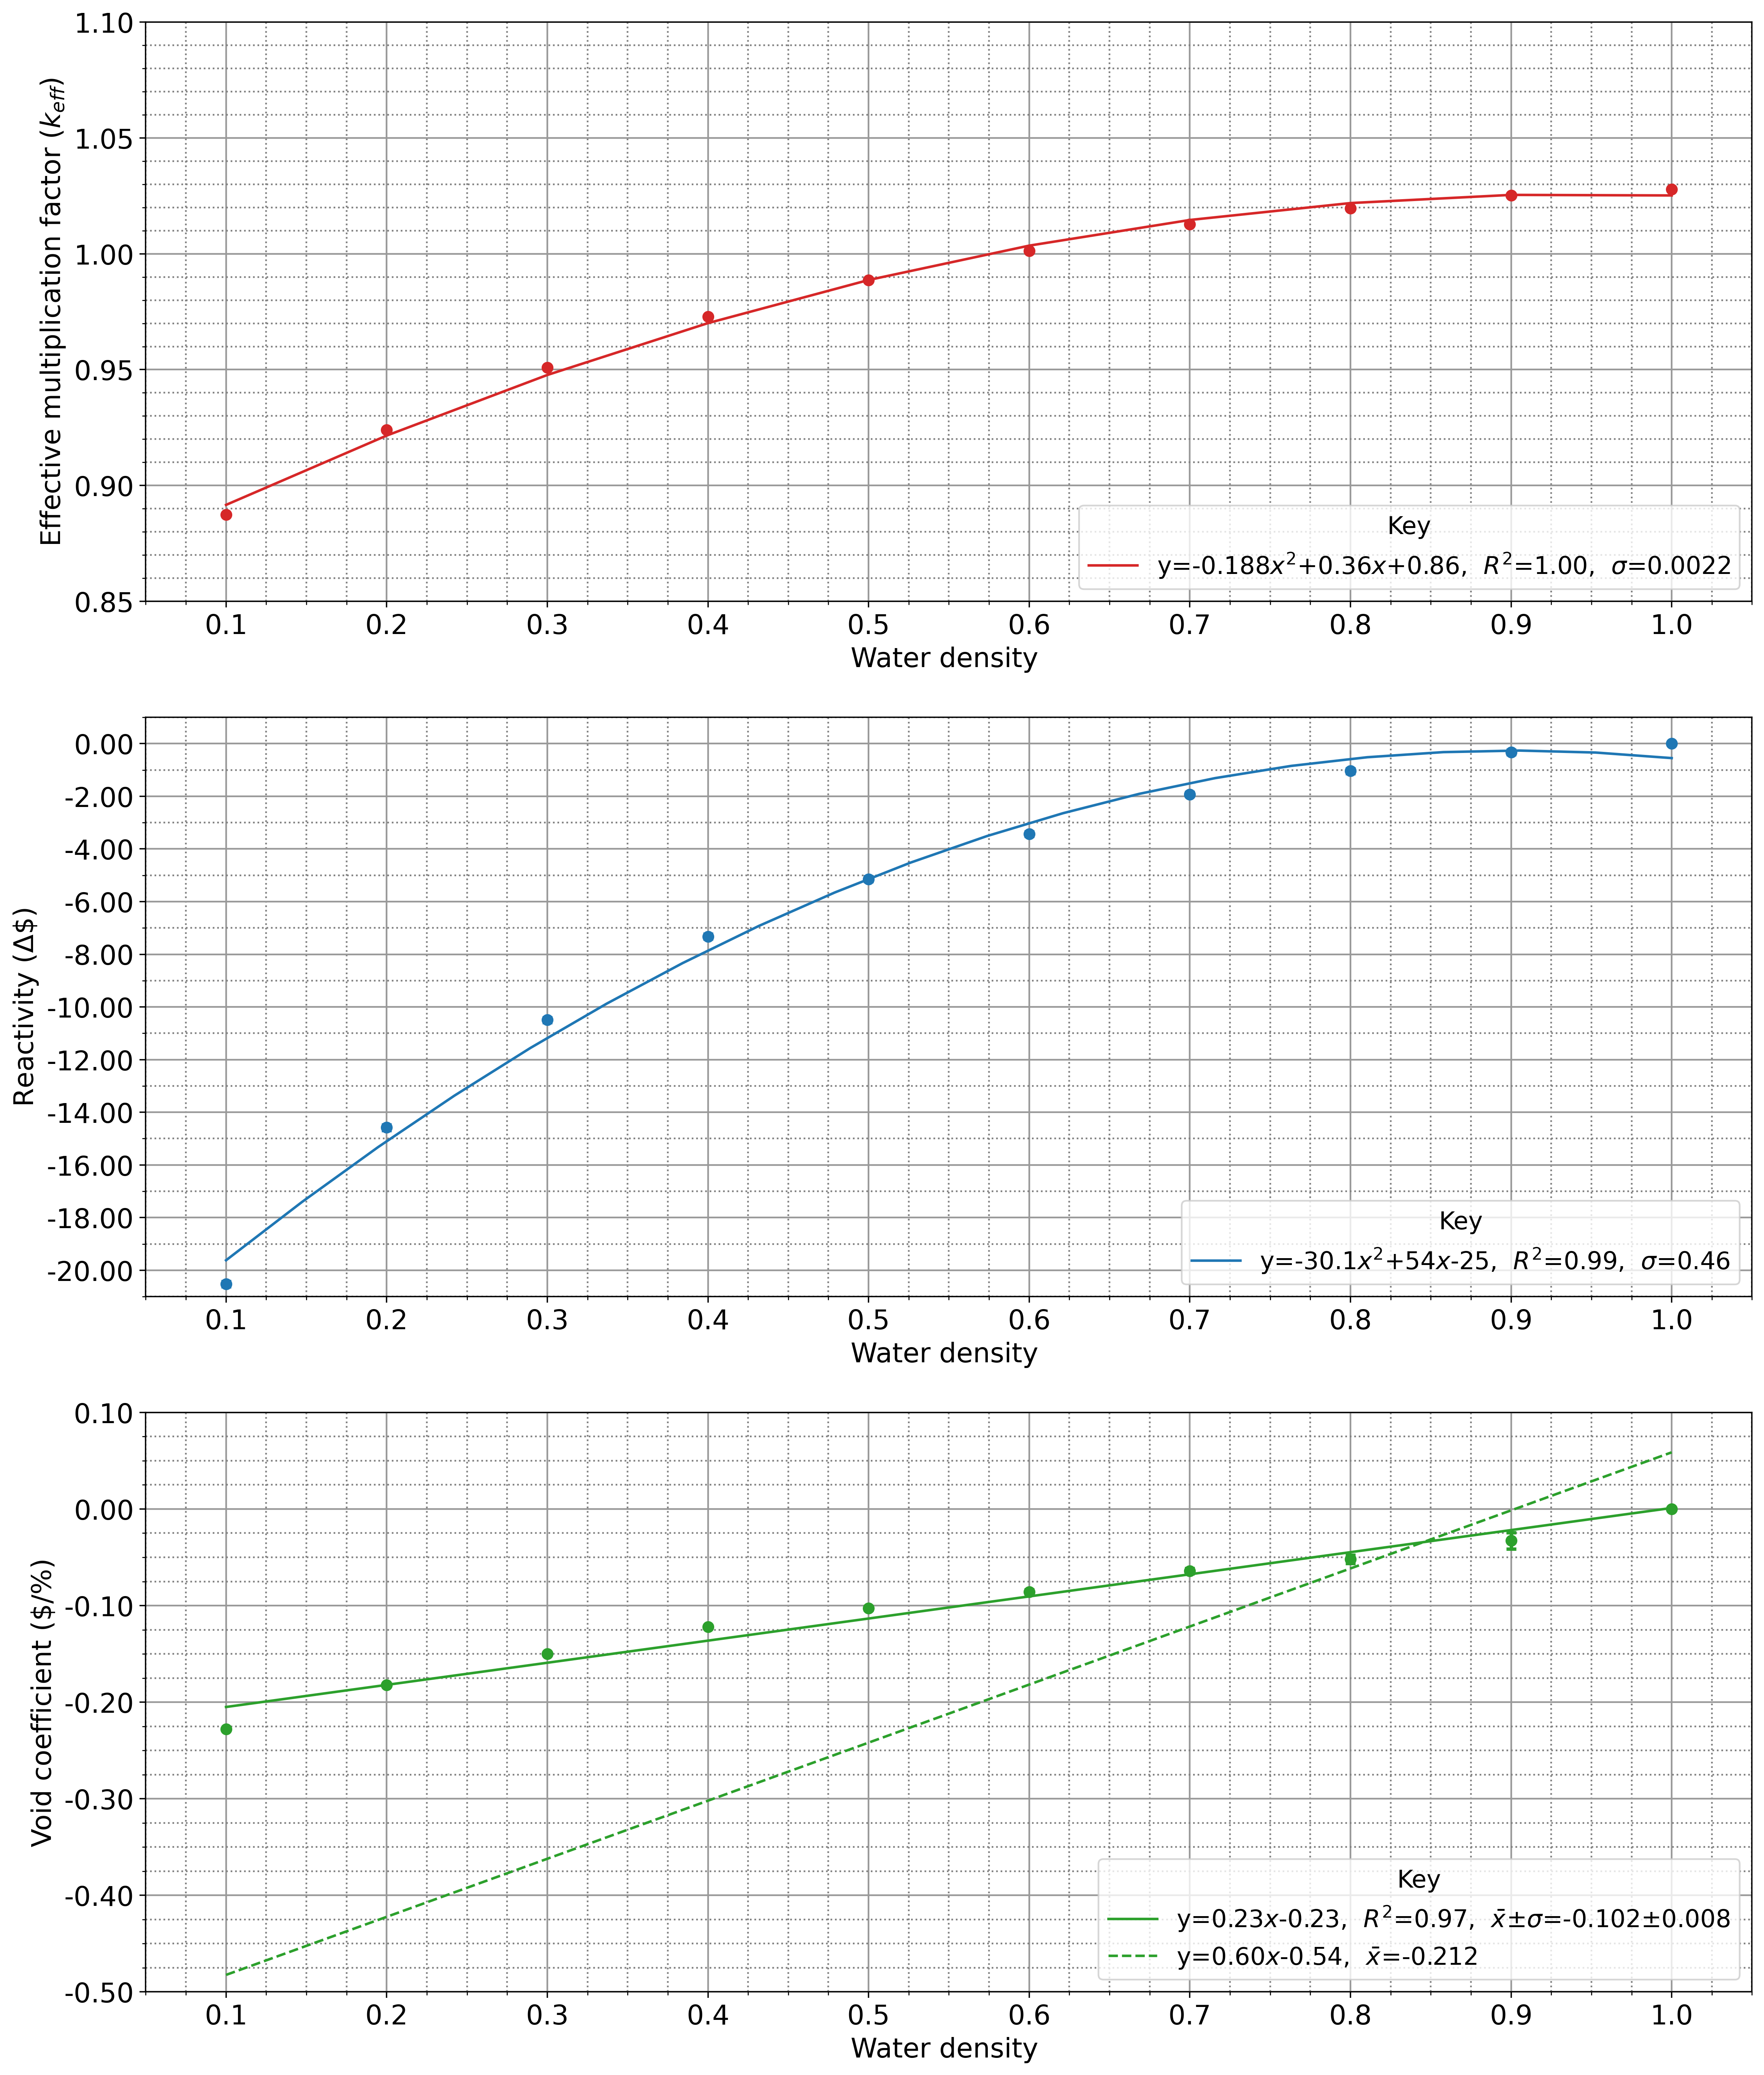 1.10
1.05
1.00
0.95
0.90
0.85
Effective multiplication factor (k_eff)
Key
y=-0.188x²+0.36x+0.86, R²=1.00, σ=0.0022
0.1 0.2 0.3 0.4 0.5 0.6 0.7 0.8 0.9 1.0
Water density
0.00
-2.00
-4.00
-6.00
-8.00
-10.00
-12.00
-14.00
-16.00
-18.00
-20.00
Reactivity (Δ$)
Key
y=-30.1x²+54x-25, R²=0.99, σ=0.46
0.1 0.2 0.3 0.4 0.5 0.6 0.7 0.8 0.9 1.0
Water density
0.10
0.00
-0.10
-0.20
-0.30
-0.40
-0.50
Void coefficient ($/%)
Key
y=0.23x-0.23, R²=0.97, x̄±σ=-0.102±0.008
y=0.60x-0.54, x̄=-0.212
0.1 0.2 0.3 0.4 0.5 0.6 0.7 0.8 0.9 1.0
Water density